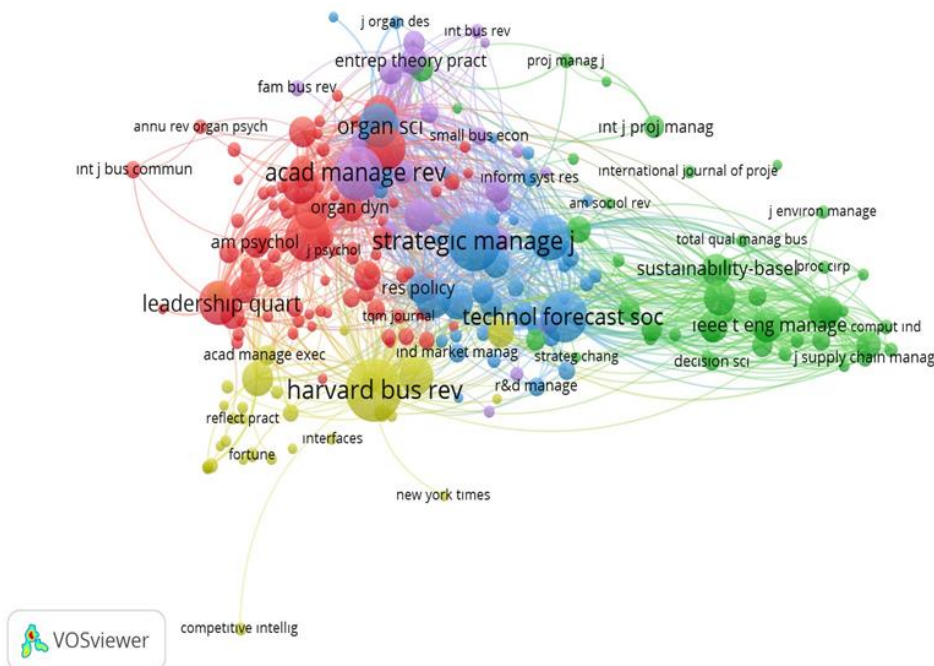 j organ des
int bus rev
entrep theory pract
proj manag j
fam bus rev
annu rev organ psych
organ sci
small bus econ
int j proj manag
int j bus commun
acad manage rev
inform syst res
international journal of proje
organ dyn
am sociol rev
j environ manage
am psychol
j psychol
strategic manage j
total qual manag bus
sustainability-basel
proc cirp
res policy
leadership quart
tqm journal
technol forecast soc
ieee t eng manage
comput ind
acad manage exec
ind market manag
strateg chang
decision sci
j supply chain manag
harvard bus rev
r&d manage
reflect pract
interfaces
fortune
new york times
competitive intellig
VOSviewer